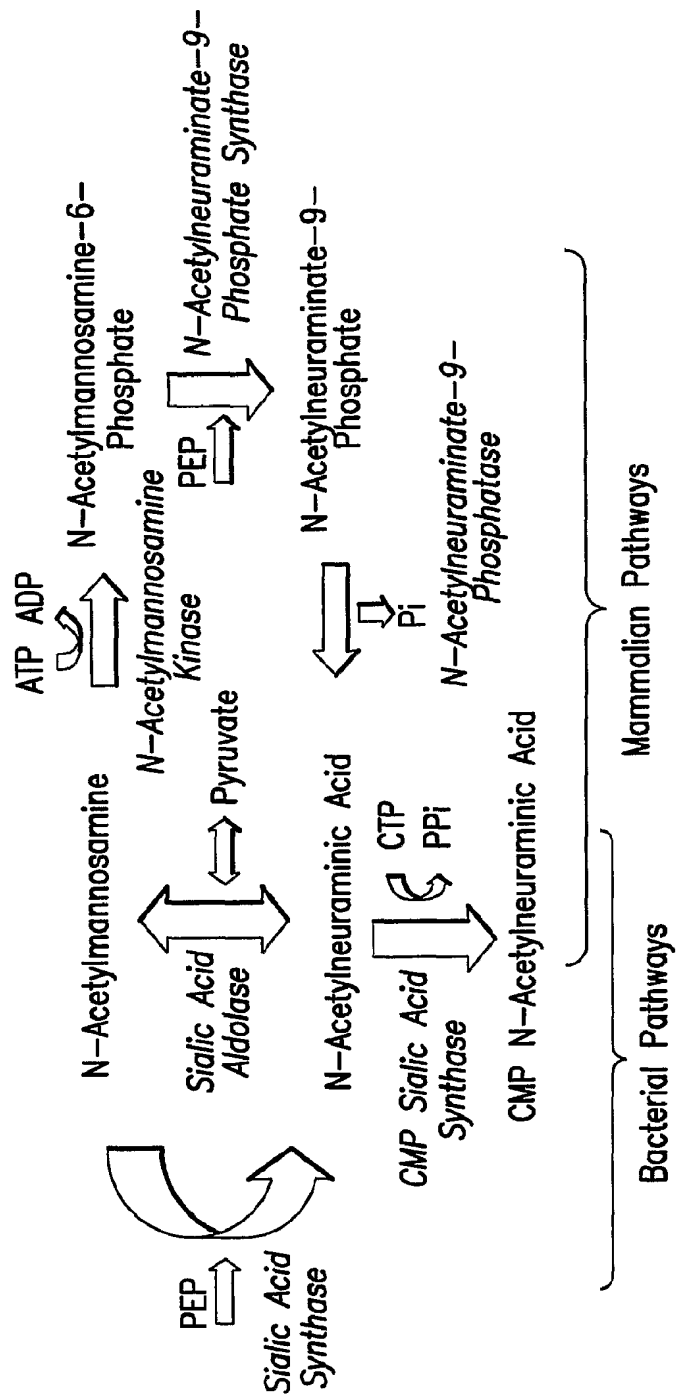 ATP ADP
N-Acetylmannosamine
N-Acetylmannosamine-6-
Phosphate
N-Acetylmannosamine
Kinase
PEP
Sialic Acid
Synthase
Sialic Acid
Aldolase
Pyruvate
PEP
N-Acetylneuraminate-9-
Phosphate Synthase
N-Acetylneuraminic Acid
N-Acetylneuraminate-9-
Phosphate
Pi
N-Acetylneuraminate-9-
Phosphatase
CMP Sialic Acid
Synthase
CTP
PPi
CMP N-Acetylneuraminic Acid
Bacterial Pathways
Mammalian Pathways